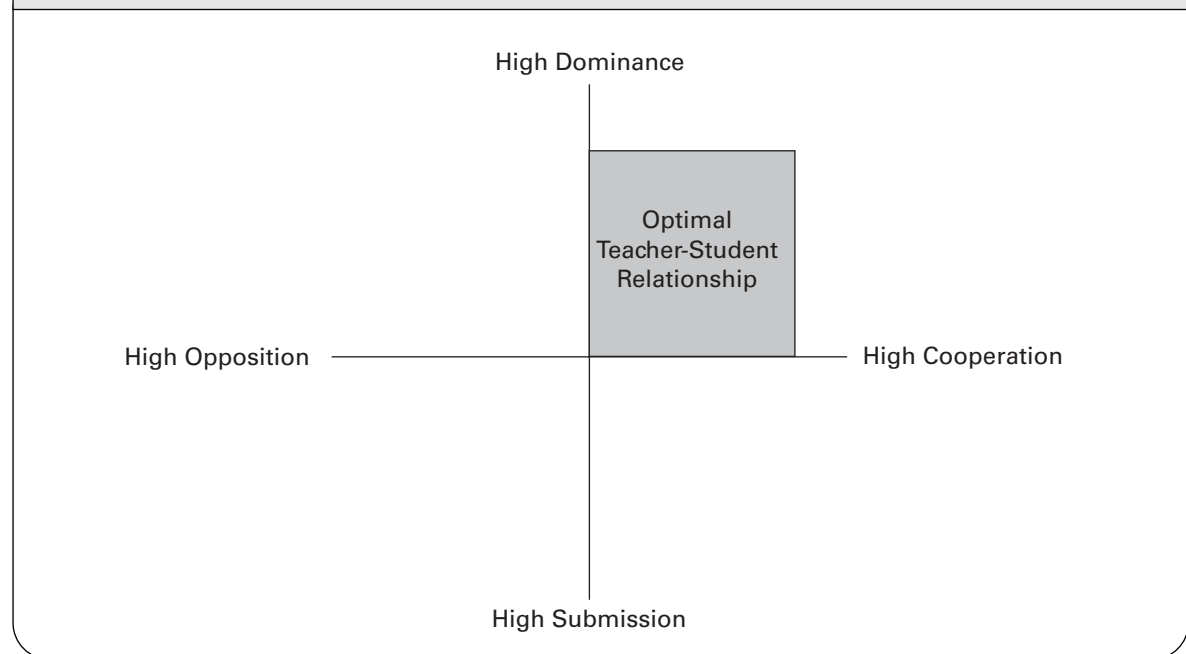 High Dominance
Optimal
Teacher-Student
Relationship
High Opposition
High Cooperation
High Submission